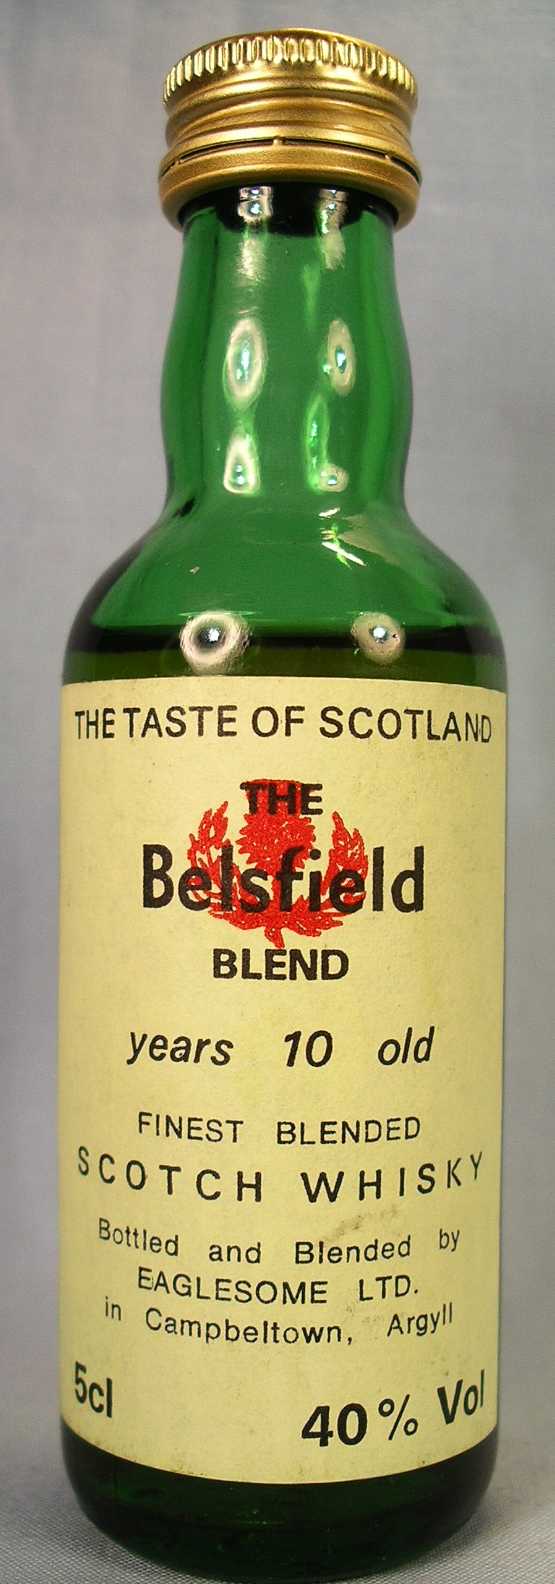 THE TASTE OF SCOTLAND
THE
Belsfield
BLEND
years 10 old
FINEST BLENDED
SCOTCH WHISKY
Bottled and Blended by
EAGLESOME LTD.
in Campbeltown, Argyll
5cl 40% Vol